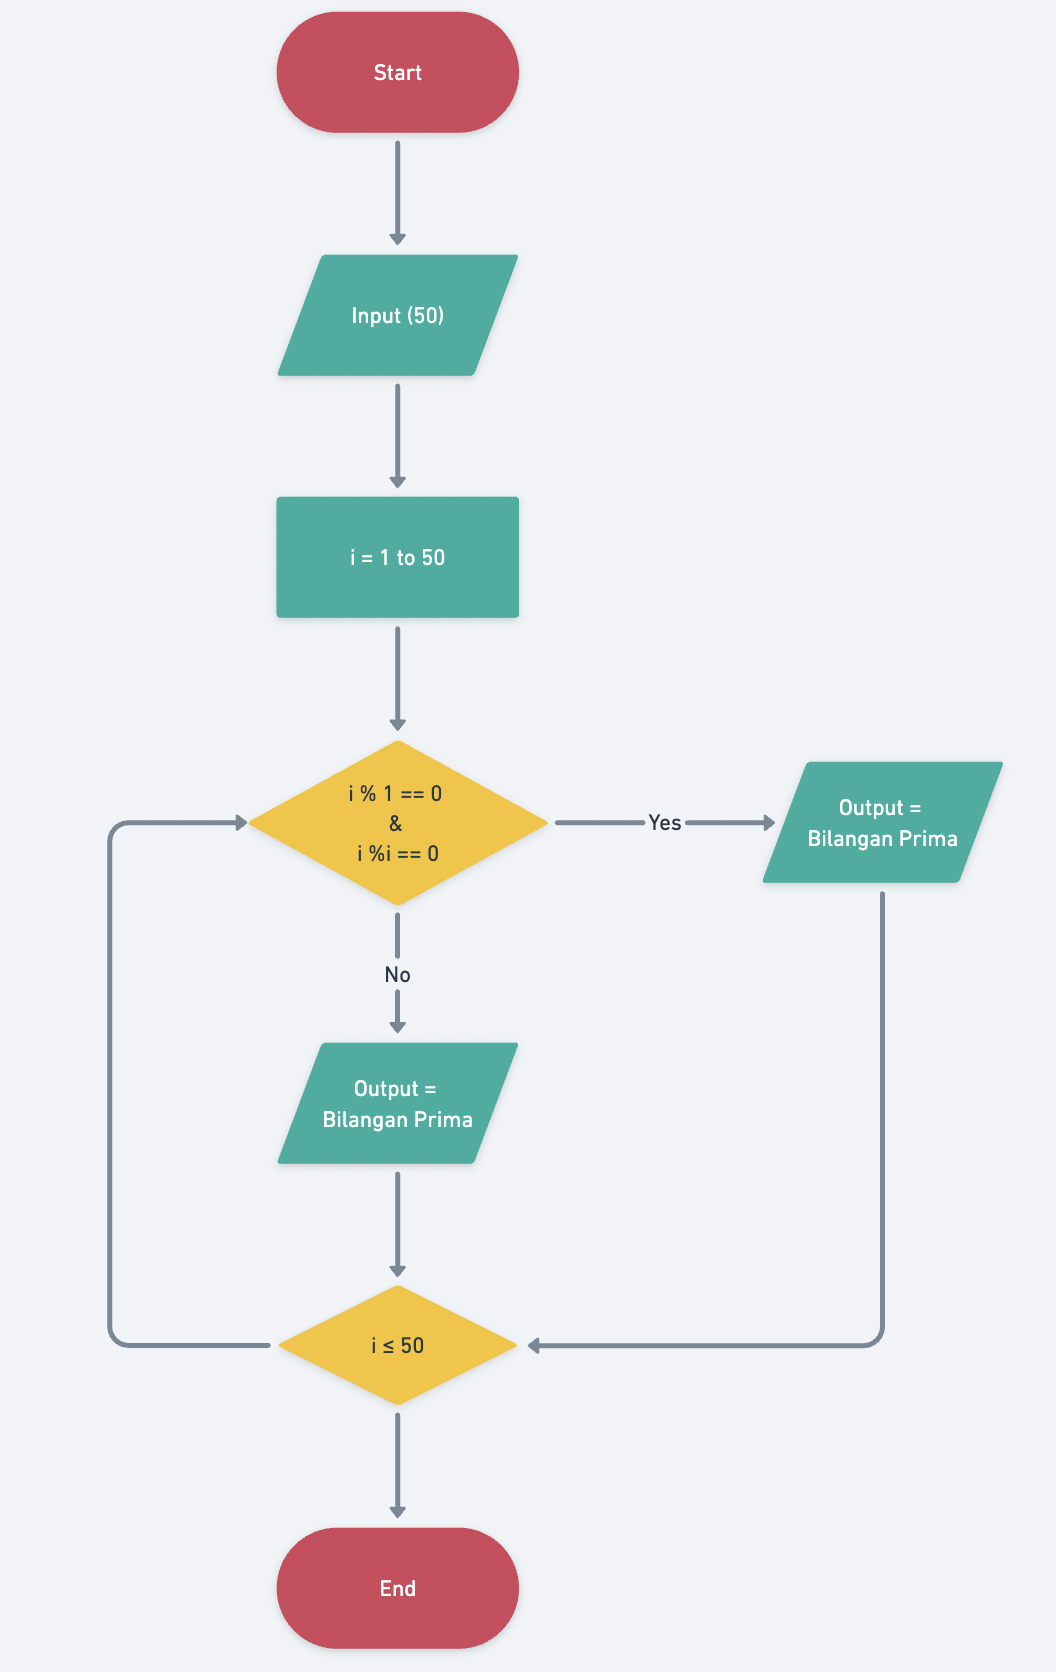 Start
Input (50)
i = 1 to 50
i % 1 == 0
&
i %i == 0
Yes
Output =
Bilangan Prima
No
Output =
Bilangan Prima
i ≤ 50
End